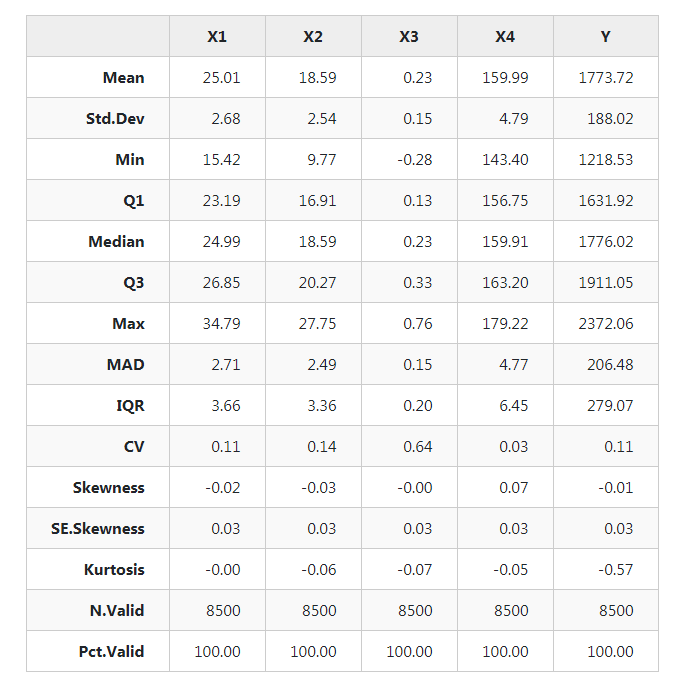 X1 X2 X3 X4 Y
Mean 25.01 18.59 0.23 159.99 1773.72
Std.Dev 2.68 2.54 0.15 4.79 188.02
Min 15.42 9.77 -0.28 143.40 1218.53
Q1 23.19 16.91 0.13 156.75 1631.92
Median 24.99 18.59 0.23 159.91 1776.02
Q3 26.85 20.27 0.33 163.20 1911.05
Max 34.79 27.75 0.76 179.22 2372.06
MAD 2.71 2.49 0.15 4.77 206.48
IQR 3.66 3.36 0.20 6.45 279.07
CV 0.11 0.14 0.64 0.03 0.11
Skewness -0.02 -0.03 -0.00 0.07 -0.01
SE.Skewness 0.03 0.03 0.03 0.03 0.03
Kurtosis -0.00 -0.06 -0.07 -0.05 -0.57
N.Valid 8500 8500 8500 8500 8500
Pct.Valid 100.00 100.00 100.00 100.00 100.00